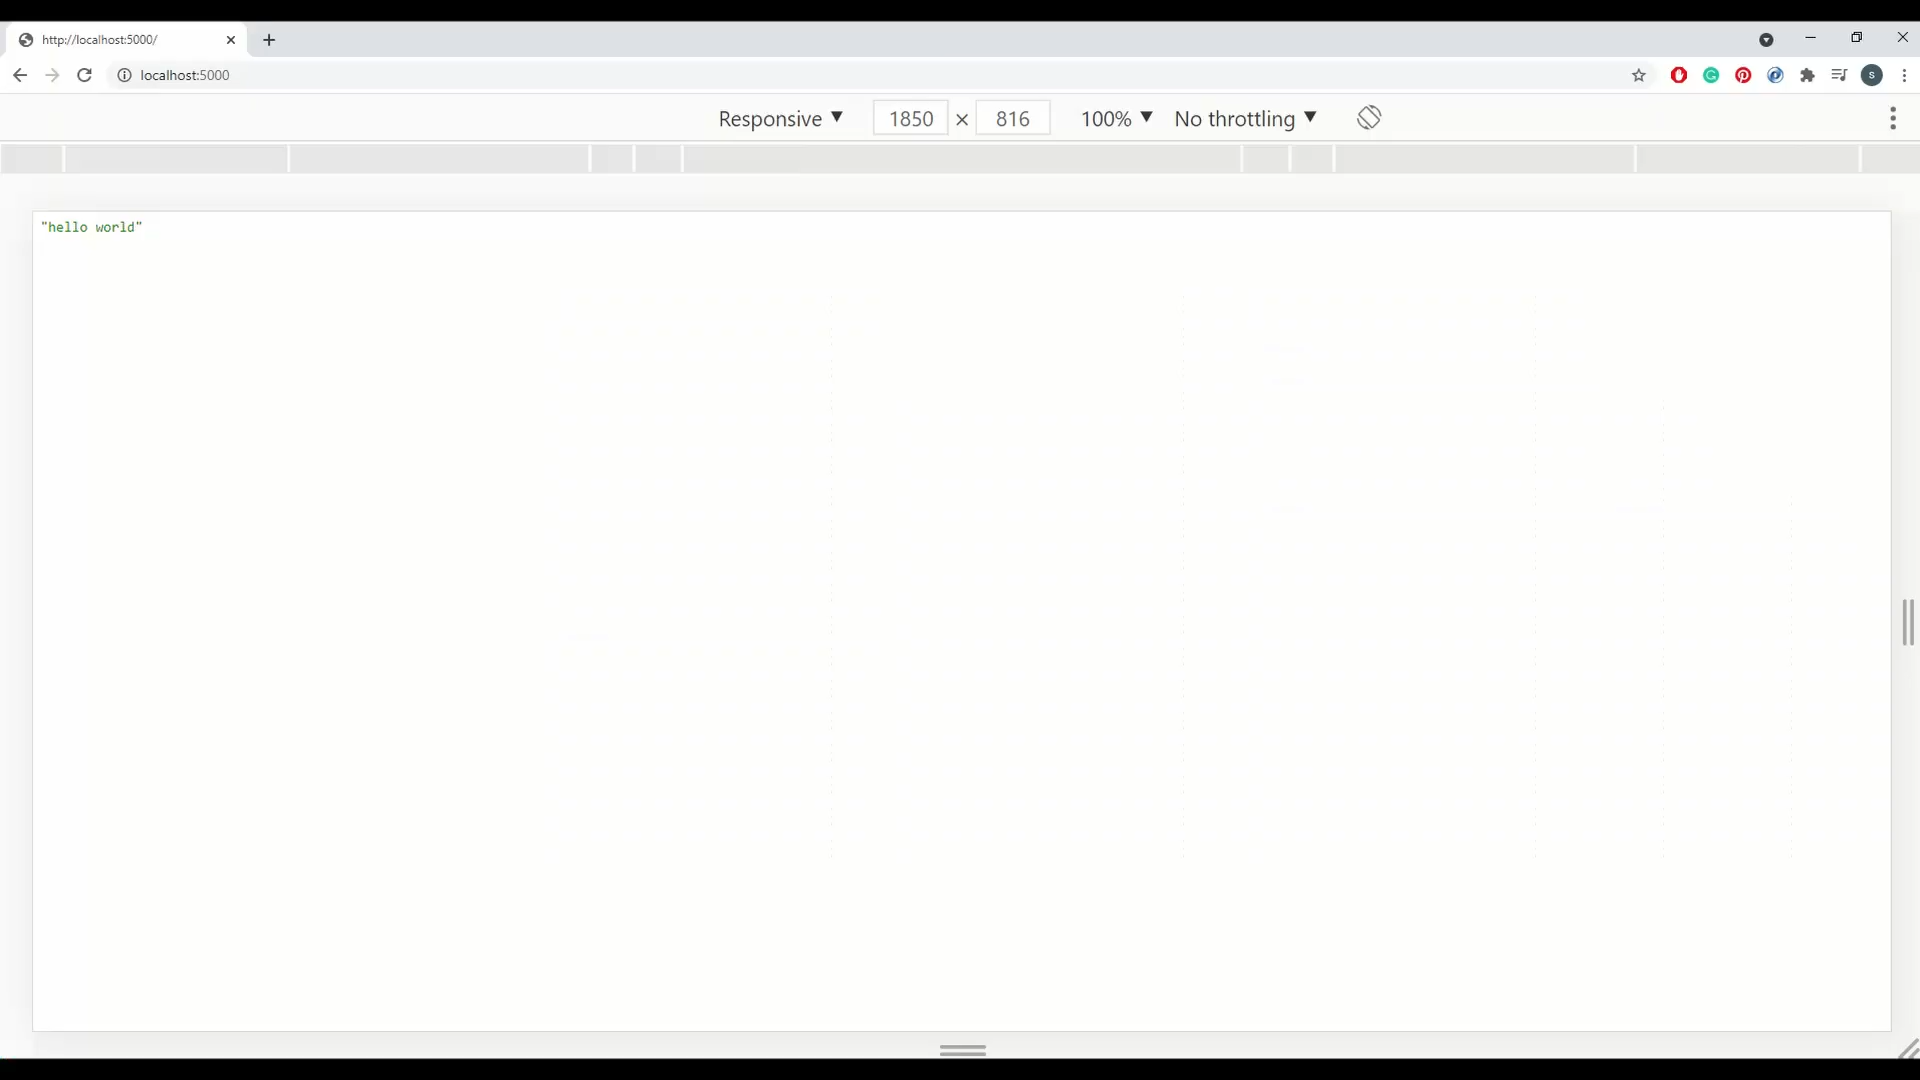 http://localhost:5000/
localhost:5000
S
Responsive 1850 × 816 100% No throttling
"hello world"